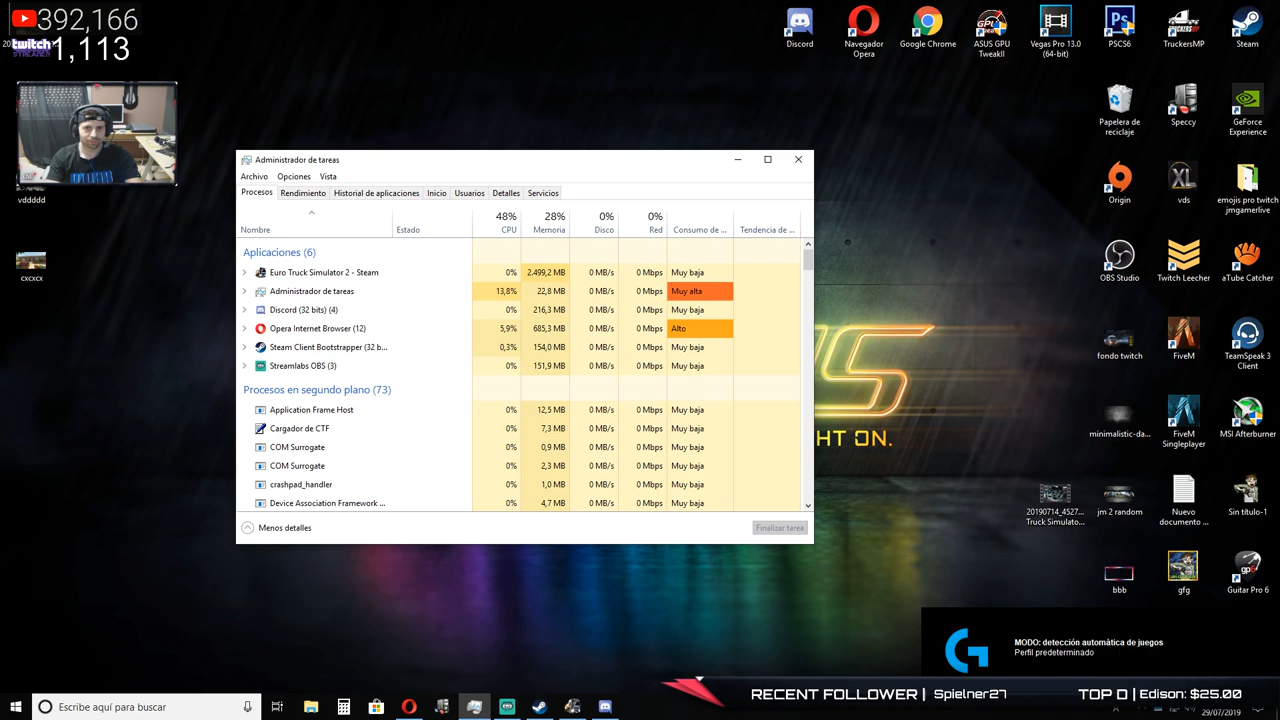 392,166
twitch
1,113
vddddd
cxcxcx
Discord
Navegador
Opera
Google Chrome
ASUS GPU
TweakII
Vegas Pro 13.0
(64-bit)
PSCS6
TruckersMP
Steam
Papelera de
reciclaje
Speccy
GeForce
Experience
Origin
vds
emojis pro twitch
jmgamerlive
OBS Studio
Twitch Leecher
aTube Catcher
fondo twitch
FiveM
TeamSpeak 3
Client
minimalistic-da...
FiveM
Singleplayer
MSI Afterburner
20190714_4527...
Truck Simulato...
jm 2 random
Nuevo
documento ...
Sin título-1
bbb
gfg
Guitar Pro 6
Administrador de tareas
Archivo Opciones Vista
Procesos Rendimiento Historial de aplicaciones Inicio Usuarios Detalles Servicios
48% 28% 0% 0%
Nombre Estado CPU Memoria Disco Red Consumo de ... Tendencia de ...
Aplicaciones (6)
Euro Truck Simulator 2 - Steam 0% 2.499,2 MB 0 MB/s 0 Mbps Muy baja
Administrador de tareas 13,8% 22,8 MB 0 MB/s 0 Mbps Muy alta
Discord (32 bits) (4) 0% 216,3 MB 0 MB/s 0 Mbps Muy baja
Opera Internet Browser (12) 5,9% 685,3 MB 0 MB/s 0 Mbps Alto
Steam Client Bootstrapper (32 b... 0,3% 154,0 MB 0 MB/s 0 Mbps Muy baja
Streamlabs OBS (3) 0% 151,9 MB 0 MB/s 0 Mbps Muy baja
Procesos en segundo plano (73)
Application Frame Host 0% 12,5 MB 0 MB/s 0 Mbps Muy baja
Cargador de CTF 0% 7,3 MB 0 MB/s 0 Mbps Muy baja
COM Surrogate 0% 0,9 MB 0 MB/s 0 Mbps Muy baja
COM Surrogate 0% 2,3 MB 0 MB/s 0 Mbps Muy baja
crashpad_handler 0% 1,0 MB 0 MB/s 0 Mbps Muy baja
Device Association Framework ... 0% 4,7 MB 0 MB/s 0 Mbps Muy baja
Menos detalles Finalizar tarea
HT ON.
MODO: detección automática de juegos
Perfil predeterminado
RECENT FOLLOWER | Spielner27 TOP D | Edison: $25.00
Escribe aquí para buscar
29/07/2019